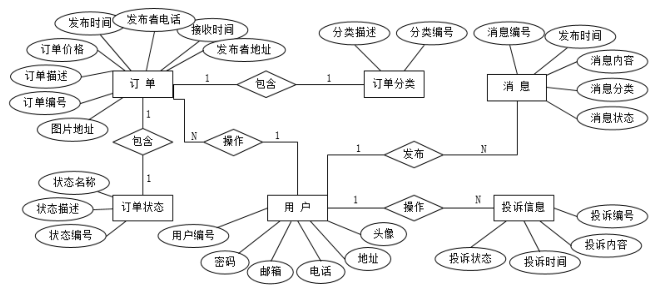 发布时间
发布者电话
接收时间
发布者地址
订单价格
订单描述
订单编号
图片地址
订 单
1
包含
1
订单分类
分类描述
分类编号
消息编号
发布时间
消息内容
消息分类
消息状态
消 息
1
包含
1
N
操作
1
1
发布
N
状态名称
状态描述
状态编号
订单状态
用 户
1
操作
N
投诉信息
用户编号
密码
邮箱
电话
地址
头像
投诉状态
投诉时间
投诉内容
投诉编号